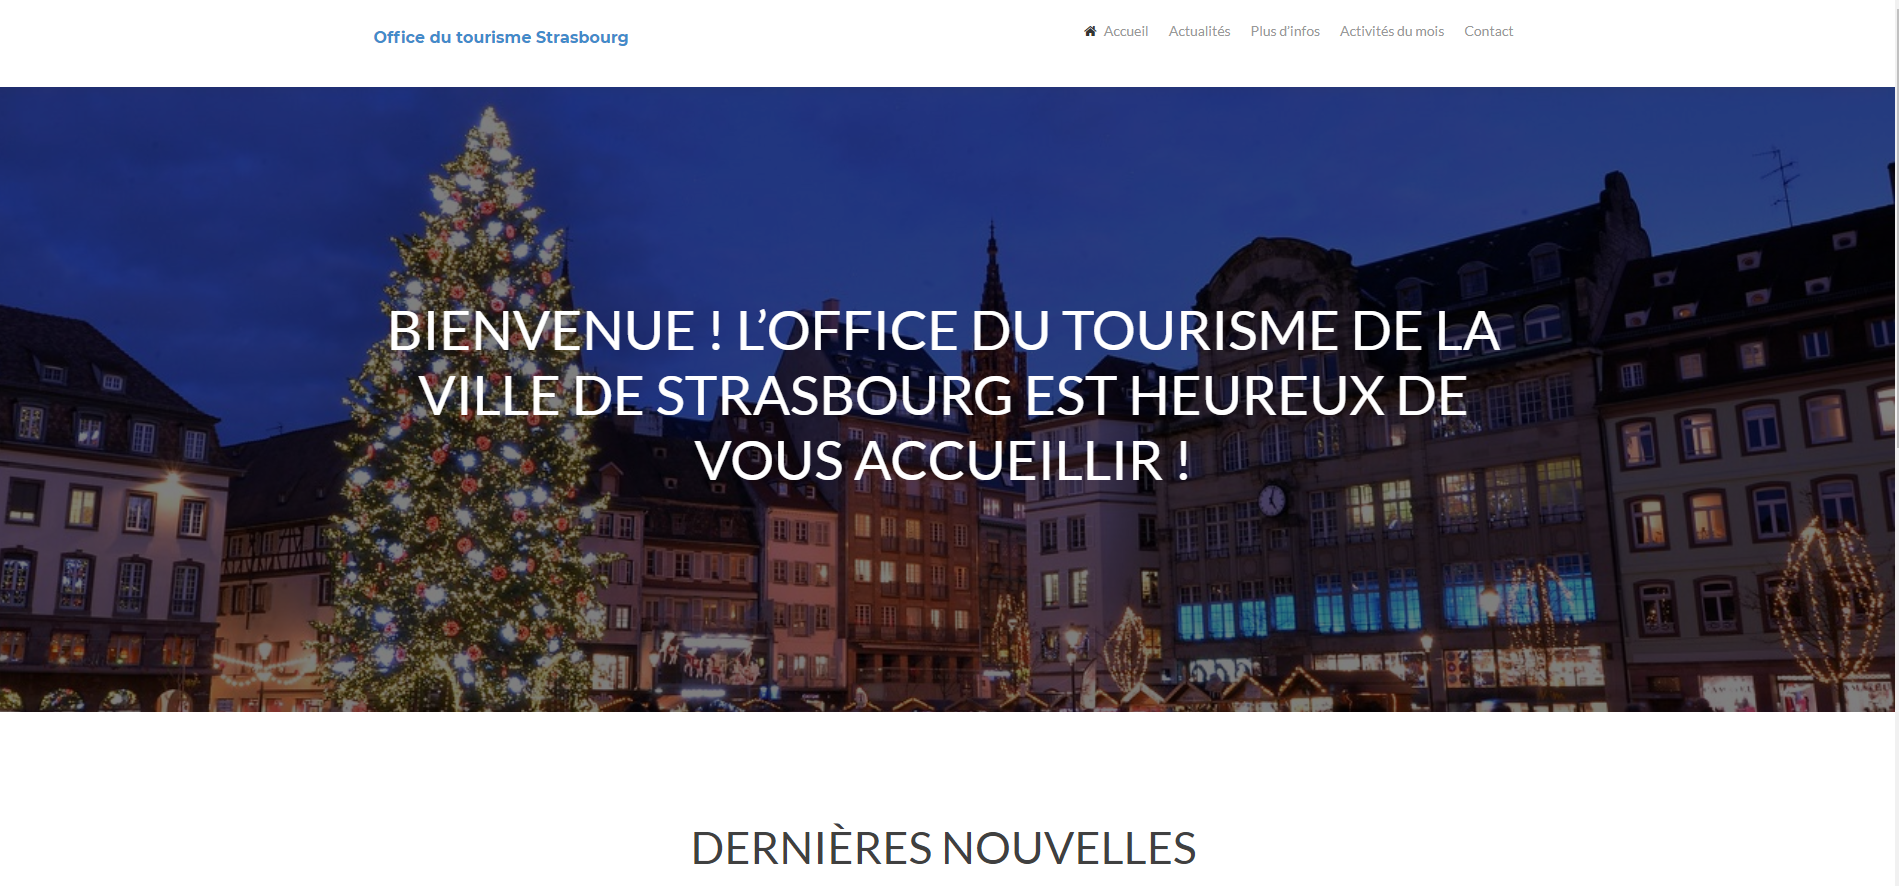 Office du tourisme Strasbourg
Accueil Actualités Plus d’infos Activités du mois Contact
BIENVENUE ! L’OFFICE DU TOURISME DE LA
VILLE DE STRASBOURG EST HEUREUX DE
VOUS ACCUEILLIR !
DERNIÈRES NOUVELLES